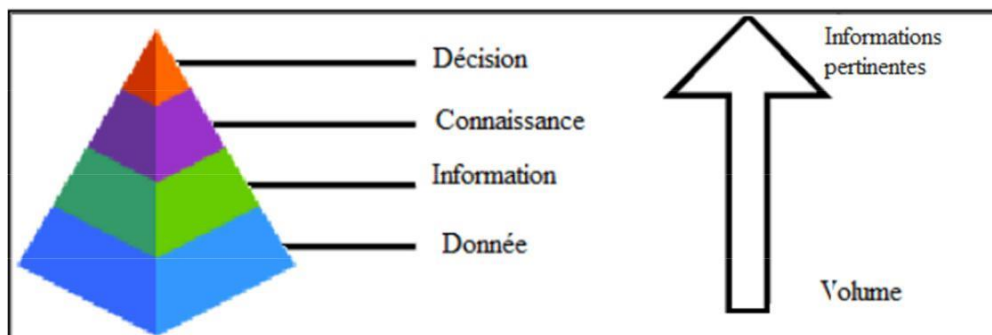 Décision
Connaissance
Information
Donnée
Informations
pertinentes
Volume